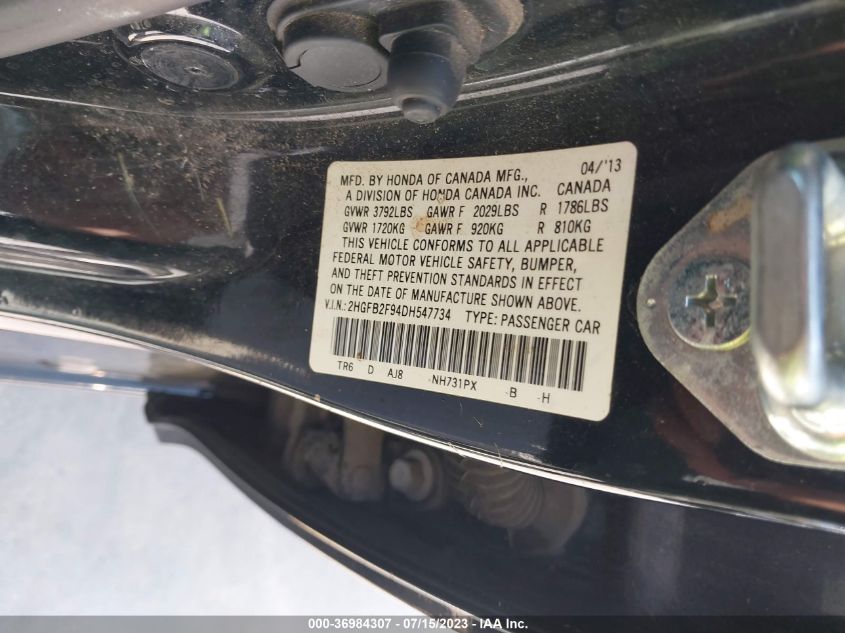 MFD. BY HONDA OF CANADA MFG., 04/'13
A DIVISION OF HONDA CANADA INC. CANADA
GVWR 3792LBS GAWR F 2029LBS R 1786LBS
GVWR 1720KG GAWR F 920KG R 810KG
THIS VEHICLE CONFORMS TO ALL APPLICABLE
FEDERAL MOTOR VEHICLE SAFETY, BUMPER,
AND THEFT PREVENTION STANDARDS IN EFFECT
ON THE DATE OF MANUFACTURE SHOWN ABOVE.
V.I.N.: 2HGFB2F94DH547734 TYPE: PASSENGER CAR
TR6 D AJ8 -NH731PX -B -H
000-36984307 - 07/15/2023 - © IAA Inc.